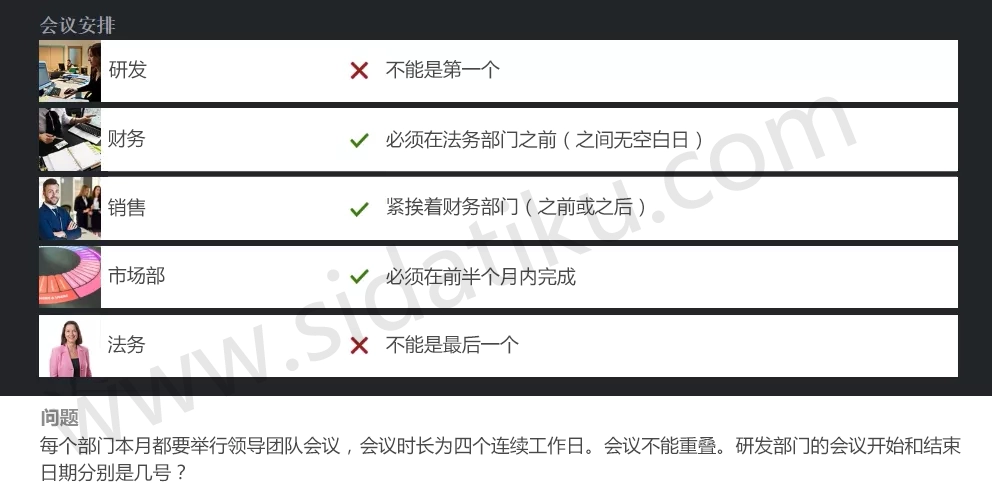 会议安排
研发 不能是第一个
财务 必须在法务部门之前（之间无空白日）
销售 紧挨着财务部门（之前或之后）
市场部 必须在前半个月内完成
法务 不能是最后一个
www.sidatiku.com
问题
每个部门本月都要举行领导团队会议，会议时长为四个连续工作日。会议不能重叠。研发部门的会议开始和结束
日期分别是几号？